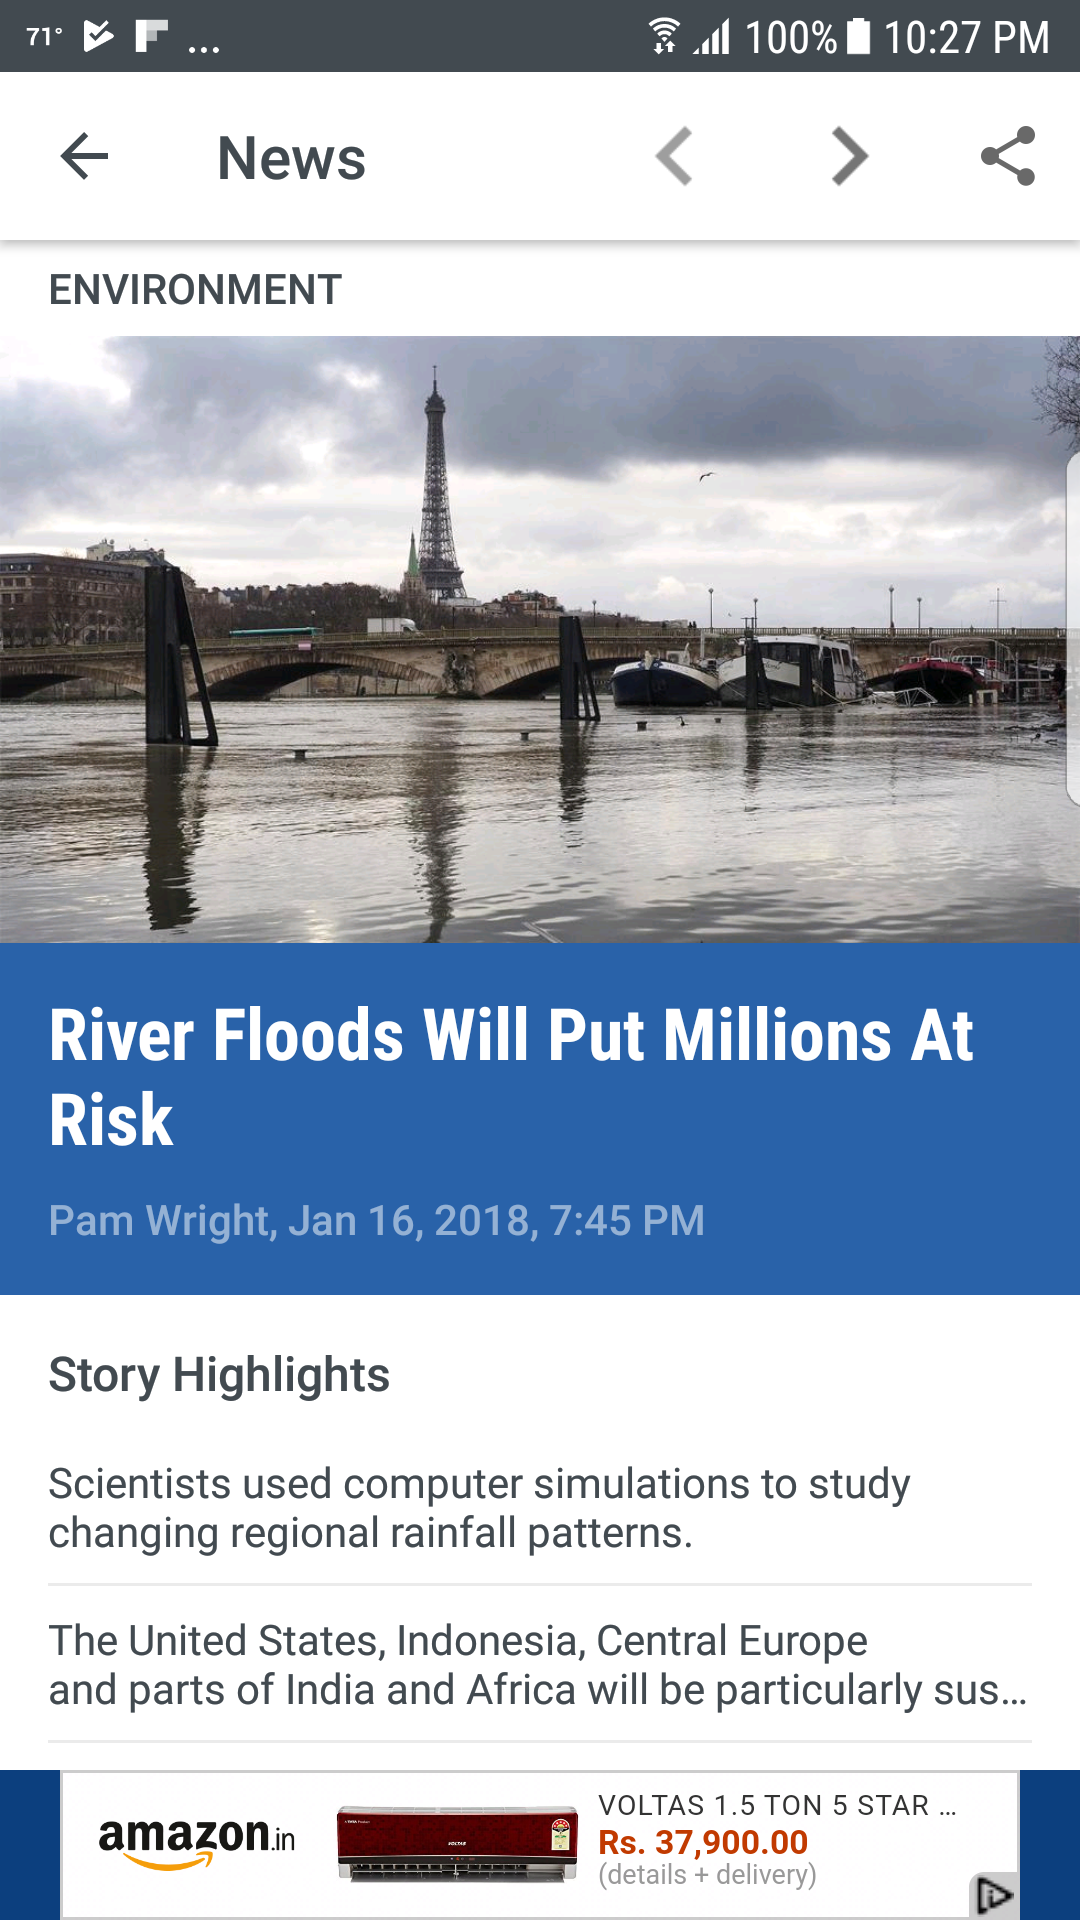 71° ... 100% 10:27 PM
News
ENVIRONMENT
River Floods Will Put Millions At
Risk
Pam Wright, Jan 16, 2018, 7:45 PM
Story Highlights
Scientists used computer simulations to study
changing regional rainfall patterns.
The United States, Indonesia, Central Europe
and parts of India and Africa will be particularly sus...
amazon.in
VOLTAS
VOLTAS 1.5 TON 5 STAR ...
Rs. 37,900.00
(details + delivery)